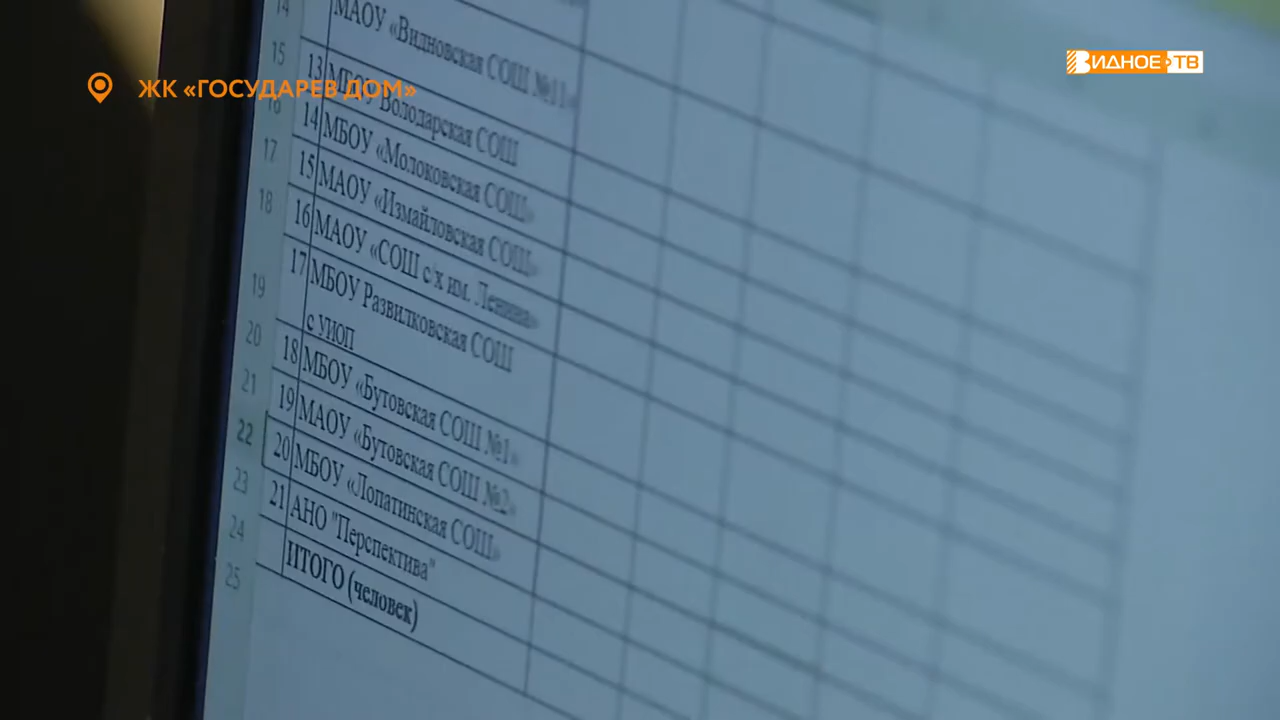 ВИДНОЕ ТВ
ЖК «ГОСУДАРЕВ ДОМ»
14 МАОУ «Видновская СОШ №11»
15 13 МБОУ Володарская СОШ
16 14 МБОУ «Молоковская СОШ»
17 15 МАОУ «Измайловская СОШ»
18 16 МАОУ «СОШ с/х им. Ленина»
17 МБОУ Развилковская СОШ
19 с УИОП
20 18 МБОУ «Бутовская СОШ №1»
21 19 МАОУ «Бутовская СОШ №2»
22 20 МБОУ «Лопатинская СОШ»
23 21 АНО "Перспектива"
24 ИТОГО (человек)
25